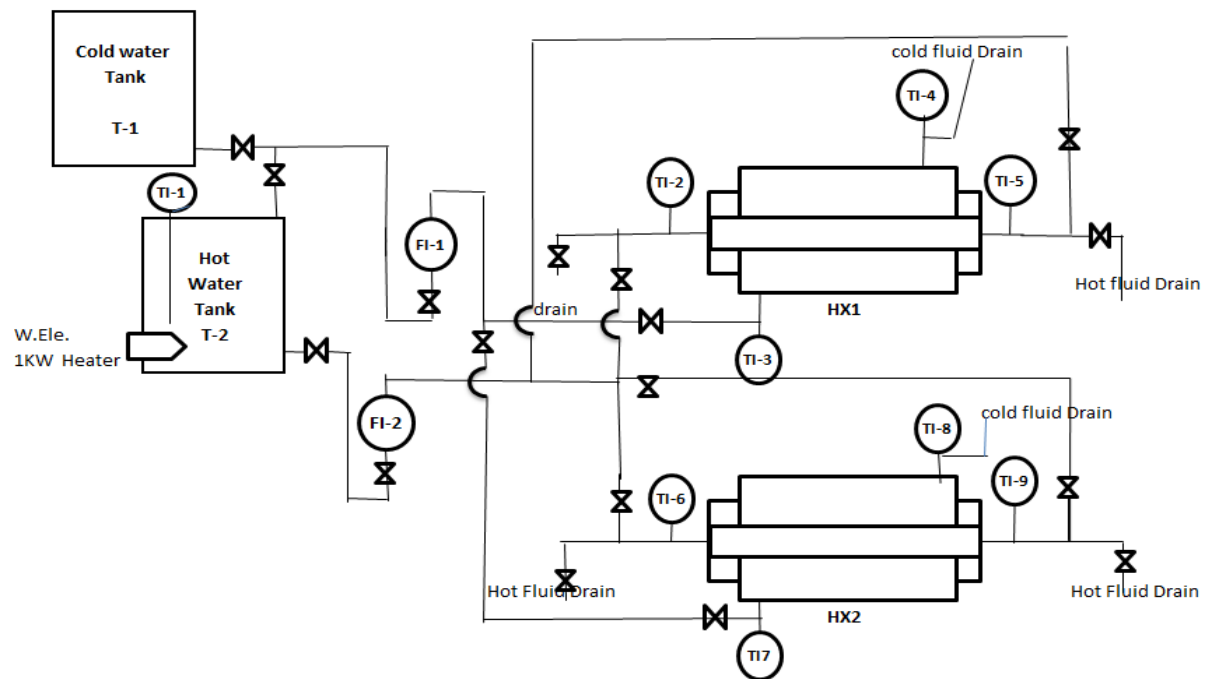 Cold water
Tank
T-1
cold fluid Drain
TI-4
TI-1
TI-2
TI-5
FI-1
Hot
Water
Tank
T-2
Hot fluid Drain
drain
HX1
W.Ele.
1KW Heater
TI-3
FI-2
cold fluid Drain
TI-8
TI-6
TI-9
Hot Fluid Drain
Hot Fluid Drain
HX2
TI7